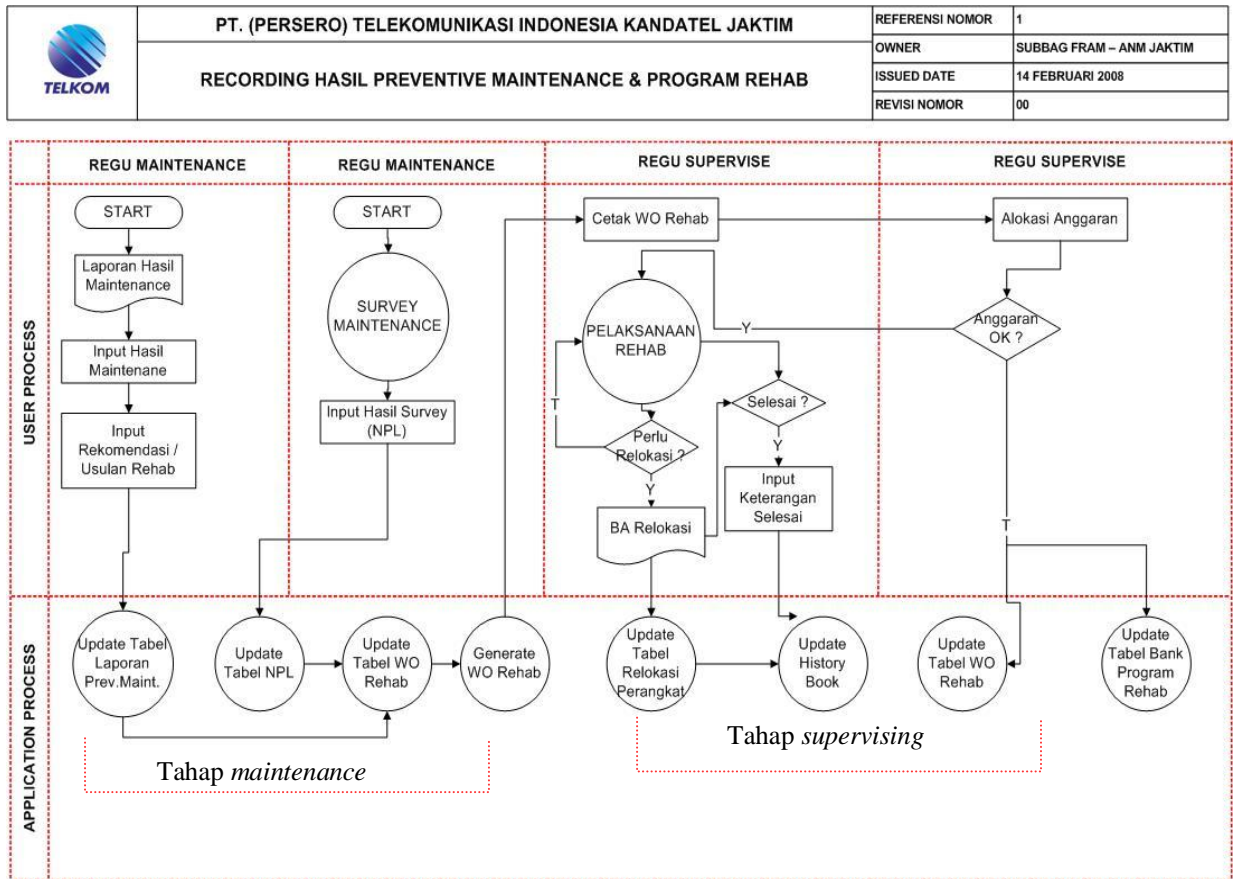 PT. (PERSERO) TELEKOMUNIKASI INDONESIA KANDATEL JAKTIM
RECORDING HASIL PREVENTIVE MAINTENANCE & PROGRAM REHAB
TELKOM
REFERENSI NOMOR 1
OWNER SUBBAG FRAM – ANM JAKTIM
ISSUED DATE 14 FEBRUARI 2008
REVISI NOMOR 00
REGU MAINTENANCE
REGU MAINTENANCE
REGU SUPERVISE
REGU SUPERVISE
USER PROCESS
START
Laporan Hasil
Maintenance
Input Hasil
Maintenane
Input
Rekomendasi /
Usulan Rehab
START
SURVEY
MAINTENANCE
Input Hasil Survey
(NPL)
Cetak WO Rehab
PELAKSANAAN
REHAB
T
Perlu
Relokasi ?
Y
BA Relokasi
Selesai ?
Y
Input
Keterangan
Selesai
Y
Alokasi Anggaran
Anggaran
OK ?
T
APPLICATION PROCESS
Update Tabel
Laporan
Prev.Maint.
Update
Tabel NPL
Update
Tabel WO
Rehab
Generate
WO Rehab
Update
Tabel
Relokasi
Perangkat
Update
History
Book
Update
Tabel WO
Rehab
Update
Tabel Bank
Program
Rehab
Tahap maintenance
Tahap supervising